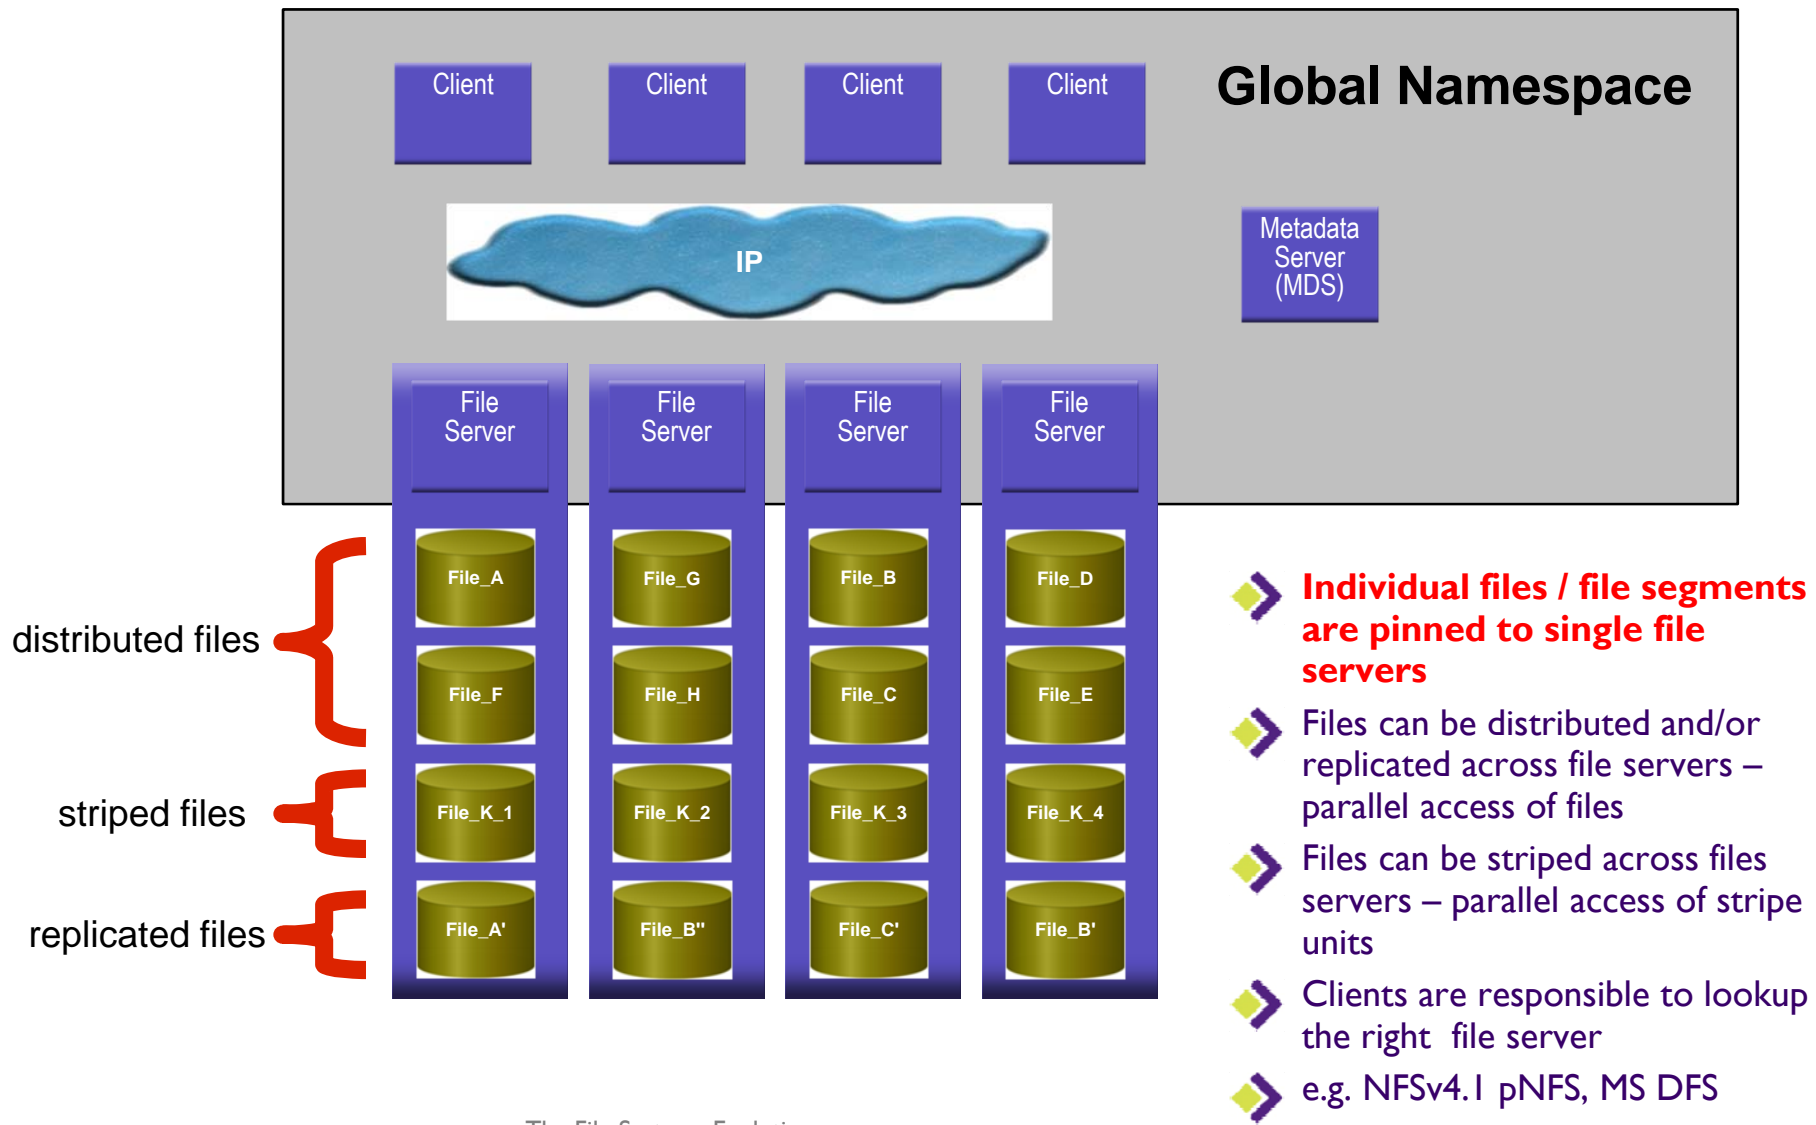 Global Namespace
Client Client Client Client
IP
Metadata
Server
(MDS)
File File File File
Server Server Server Server
distributed files
File_A File_G File_B File_D
File_F File_H File_C File_E
striped files
File_K_1 File_K_2 File_K_3 File_K_4
replicated files
File_A' File_B" File_C' File_B'
Individual files / file segments
are pinned to single file
servers
Files can be distributed and/or
replicated across file servers –
parallel access of files
Files can be striped across files
servers – parallel access of stripe
units
Clients are responsible to lookup
the right file server
e.g. NFSv4.1 pNFS, MS DFS